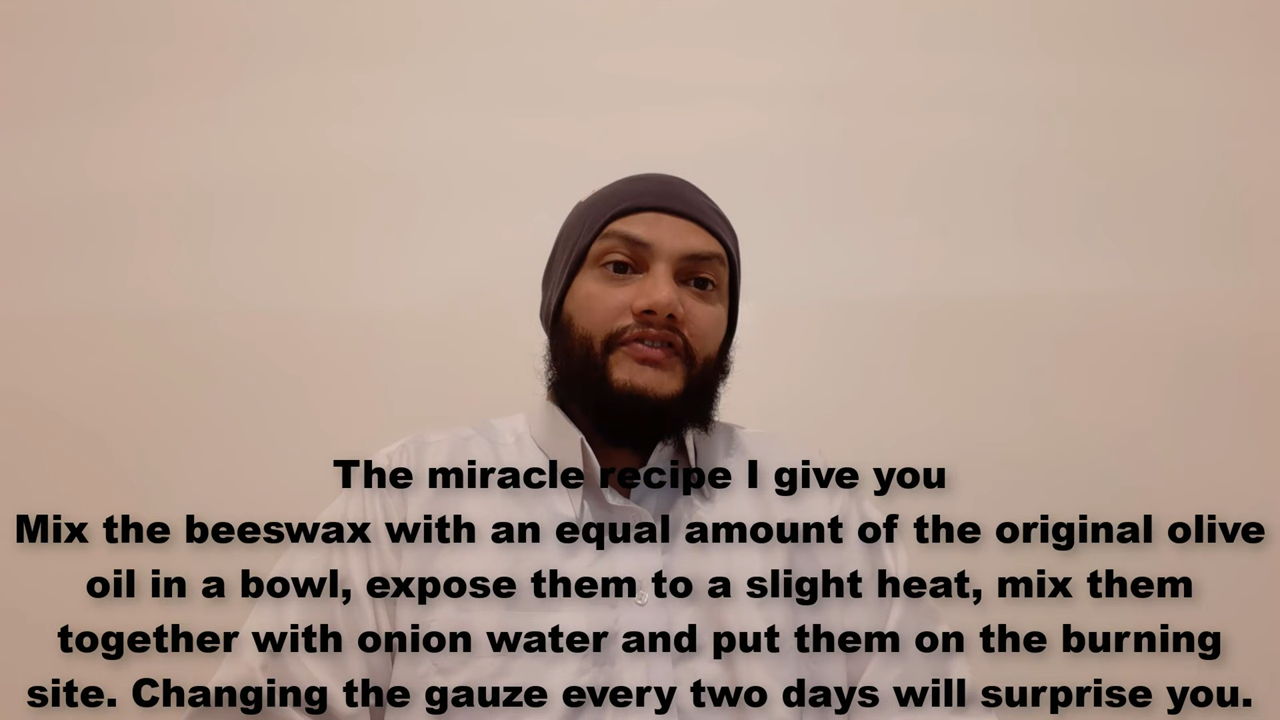 The miracle recipe I give you
Mix the beeswax with an equal amount of the original olive
oil in a bowl, expose them to a slight heat, mix them
together with onion water and put them on the burning
site. Changing the gauze every two days will surprise you.